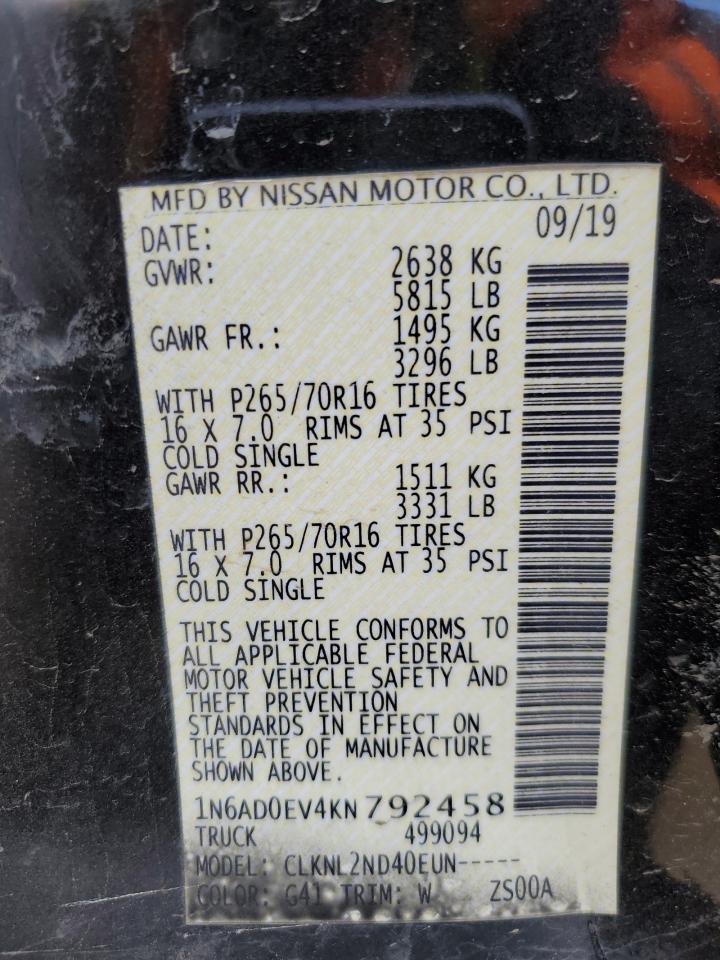 MFD BY NISSAN MOTOR CO., LTD.
DATE: 09/19
GVWR: 2638 KG
5815 LB
GAWR FR.: 1495 KG
3296 LB
WITH P265/70R16 TIRES
16 X 7.0 RIMS AT 35 PSI
COLD SINGLE
GAWR RR.: 1511 KG
3331 LB
WITH P265/70R16 TIRES
16 X 7.0 RIMS AT 35 PSI
COLD SINGLE
THIS VEHICLE CONFORMS TO
ALL APPLICABLE FEDERAL
MOTOR VEHICLE SAFETY AND
THEFT PREVENTION
STANDARDS IN EFFECT ON
THE DATE OF MANUFACTURE
SHOWN ABOVE.
1N6AD0EV4KN792458
TRUCK 499094
MODEL: CLKNL2ND40EUN-----
COLOR: G41 TRIM: W ZS00A